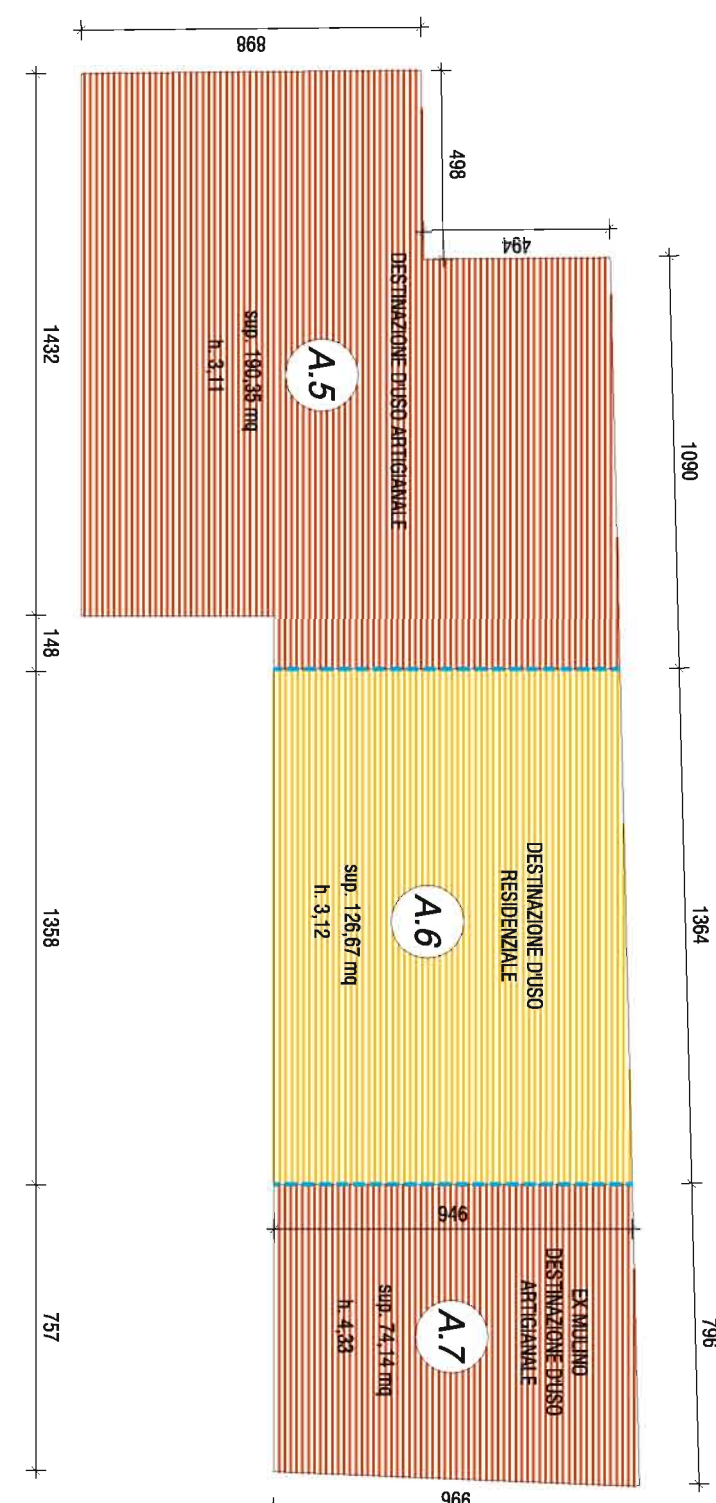 898
498
494
1090
1432
148
DESTINAZIONE D'USO ARTIGIANALE
A.5
sup. 190,35 mq
h. 3,11
1364
1358
DESTINAZIONE D'USO
RESIDENZIALE
A.6
sup. 126,67 mq
h. 3,12
946
796
757
EX MULINO
DESTINAZIONE D'USO
ARTIGIANALE
A.7
sup. 74,14 mq
h. 4,33
966